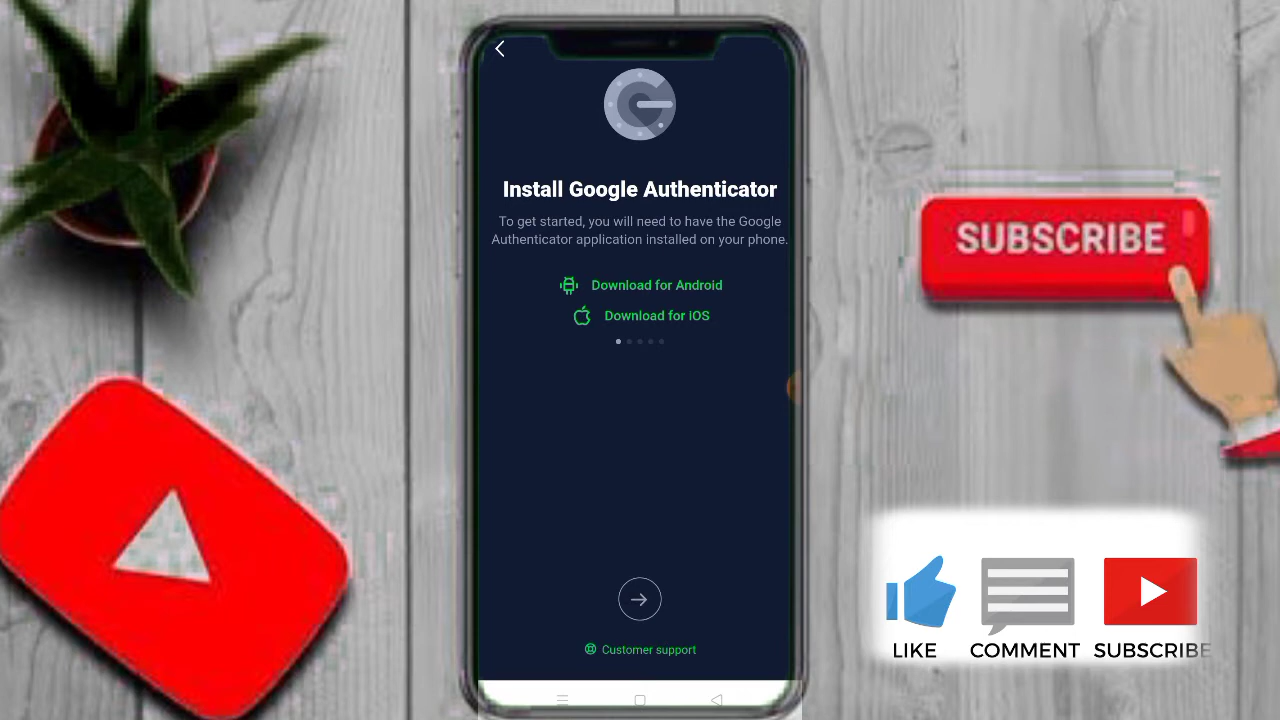 Install Google Authenticator
To get started, you will need to have the Google
Authenticator application installed on your phone.
Download for Android
Download for iOS
Customer support
SUBSCRIBE
LIKE
COMMENT
SUBSCRIBE